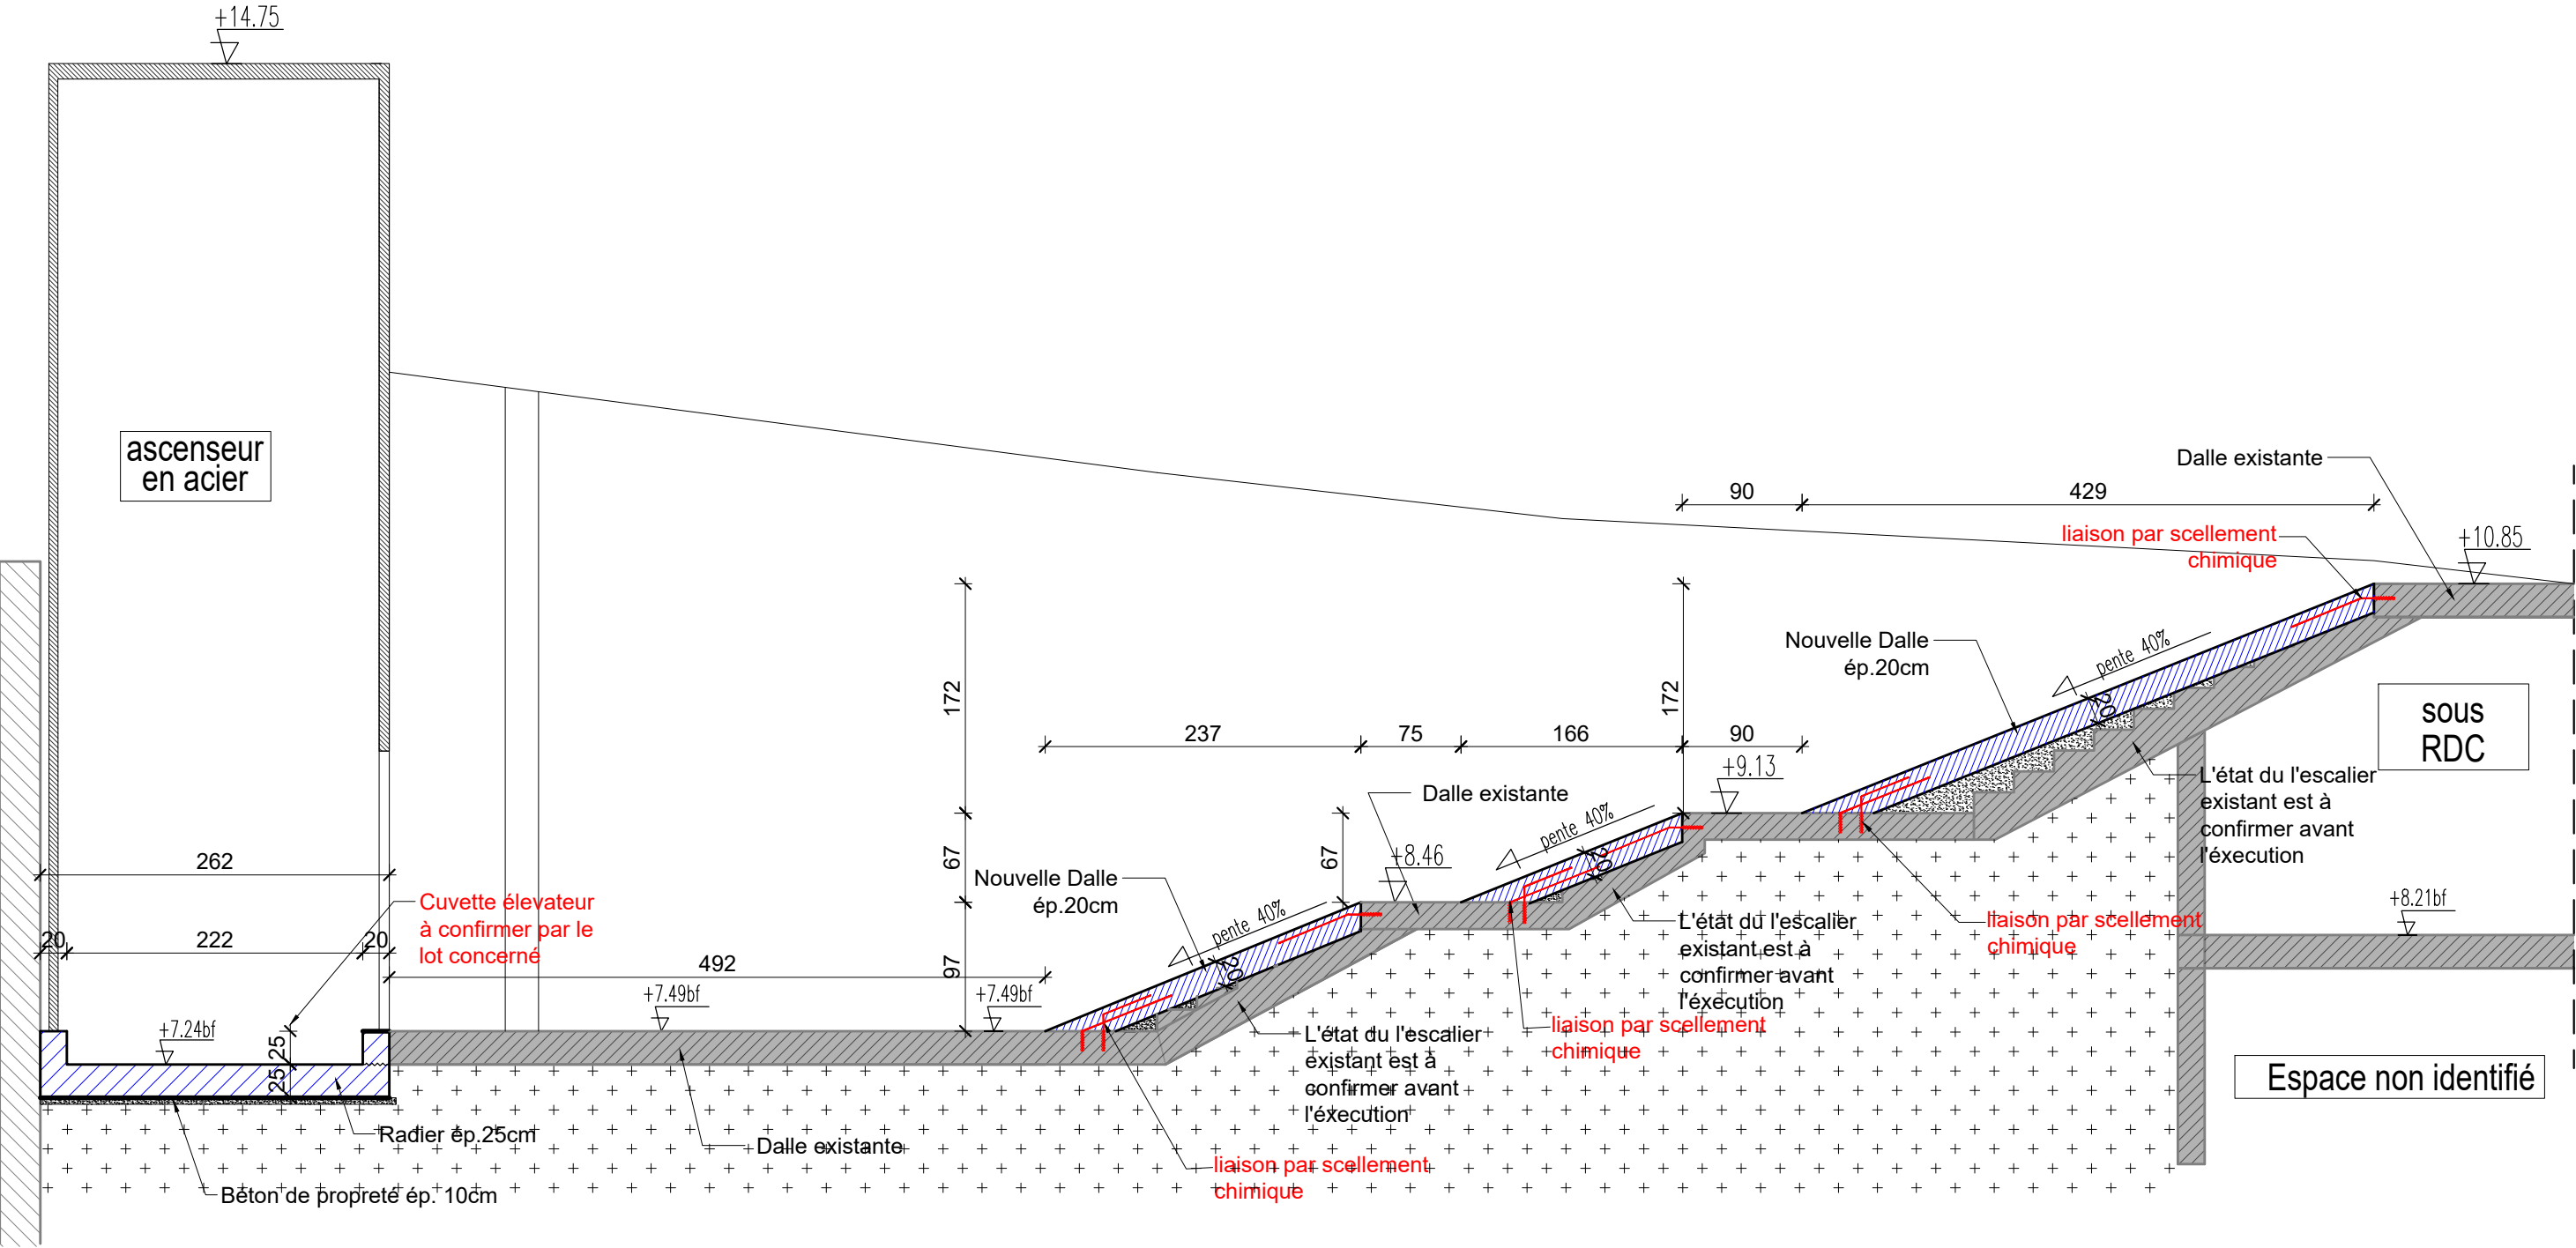 +14.75
ascenseur
en acier
Dalle existante
90
429
liaison par scellement
chimique
+10.85
Nouvelle Dalle
ép.20cm
pente 40%
20
172
172
sous
RDC
237
75
166
90
+9.13
Dalle existante
L'état du l'escalier
existant est à
confirmer avant
l'éxecution
pente 40%
20
67
67
+8.46
262
Nouvelle Dalle
ép.20cm
Cuvette élevateur
à confirmer par le
lot concerné
+8.21bf
pente 40%
20
L'état du l'escalier
existant est à
confirmer avant
l'éxecution
liaison par scellement
chimique
20
222
20
492
97
+7.49bf
+7.49bf
+7.24bf
25
25
L'état du l'escalier
existant est à
confirmer avant
l'éxecution
liaison par scellement
chimique
Espace non identifié
Radier ép.25cm
Dalle existante
liaison par scellement
chimique
Béton de propreté ép. 10cm